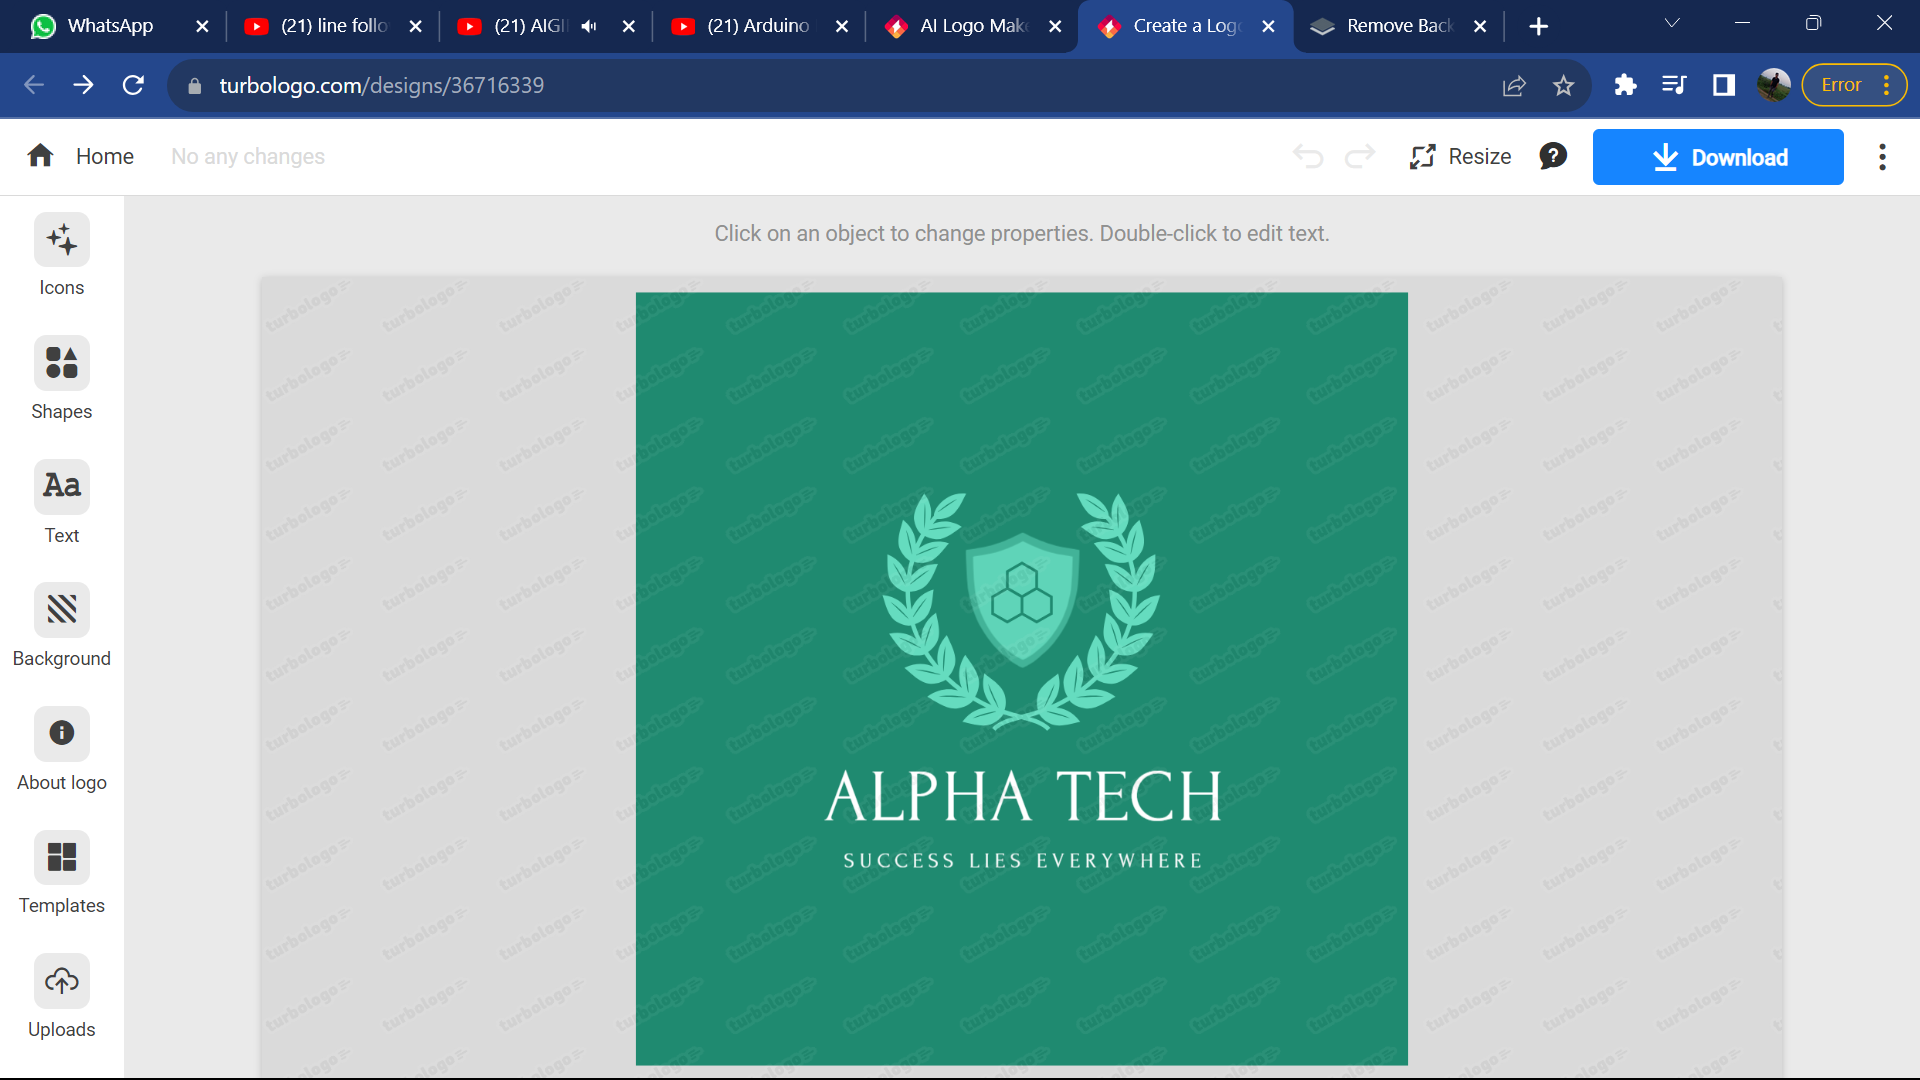 WhatsApp
(21) line follo
(21) AIGI
(21) Arduino
AI Logo Mak
Create a Log
Remove Back
turbologo.com/designs/36716339
Error
Home
No any changes
Resize
Download
Click on an object to change properties. Double-click to edit text.
Icons
Shapes
Aa
Text
Background
About logo
Templates
Uploads
turbologo
ALPHA TECH
SUCCESS LIES EVERYWHERE